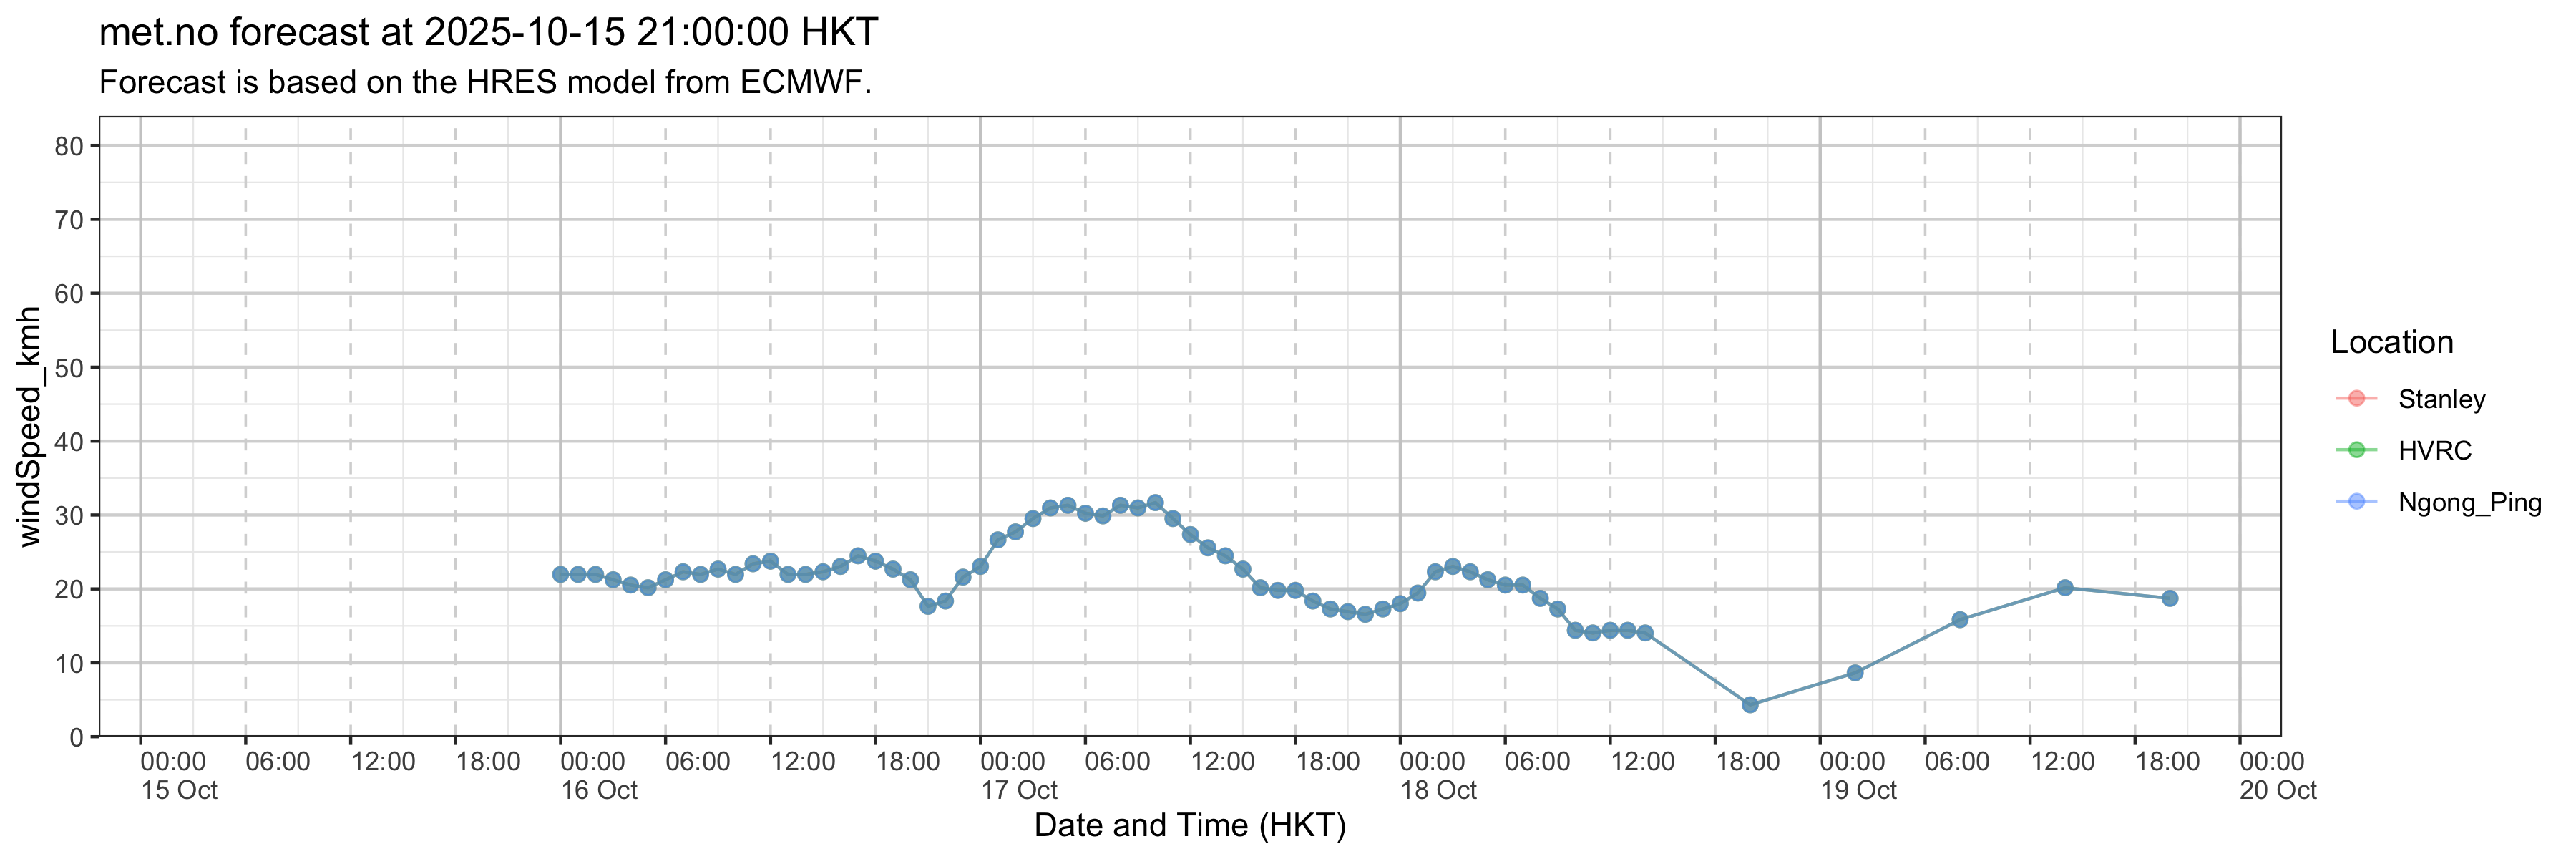 met.no forecast at 2025-10-15 21:00:00 HKT
Forecast is based on the HRES model from ECMWF.
windSpeed_kmh
80
70
60
50
40
30
20
10
0
00:00 06:00 12:00 18:00 00:00 06:00 12:00 18:00 00:00 06:00 12:00 18:00 00:00 06:00 12:00 18:00 00:00 06:00 12:00 18:00 00:00
15 Oct 16 Oct 17 Oct 18 Oct 19 Oct 20 Oct
Date and Time (HKT)
Location
Stanley
HVRC
Ngong_Ping